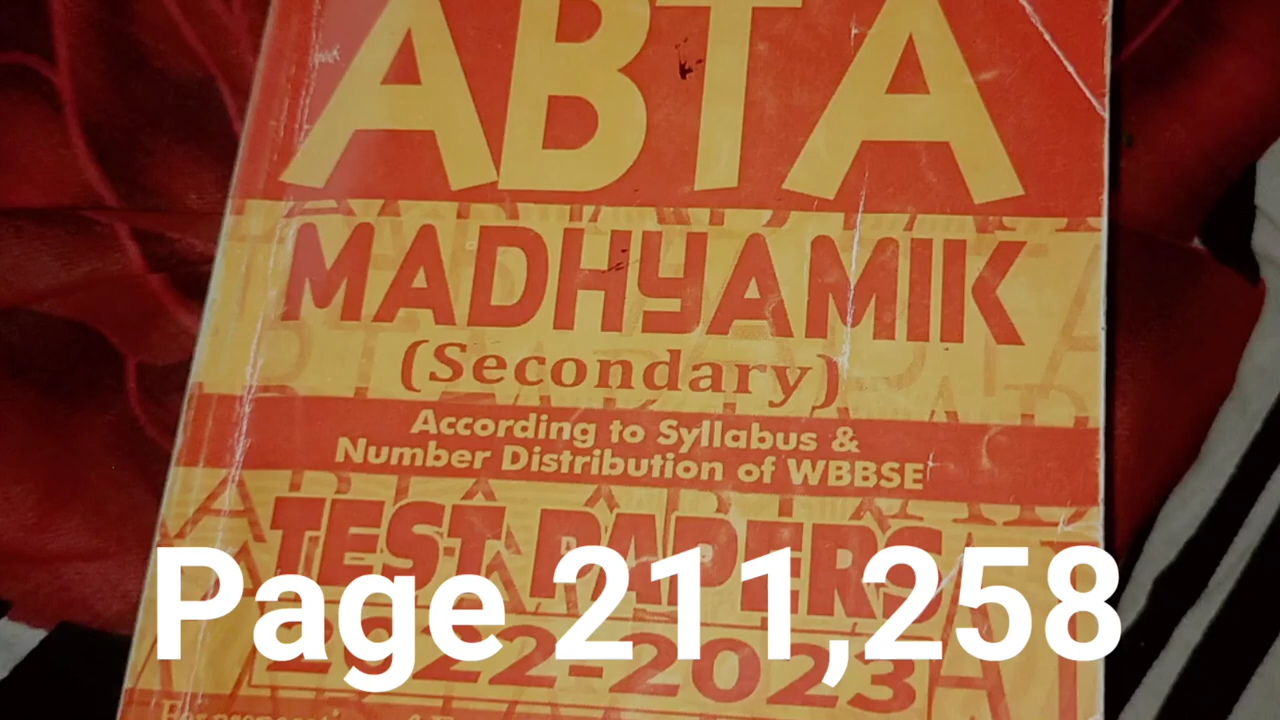 ABTA
MADHYAMIK
(Secondary)
According to Syllabus &
Number Distribution of WBBSE
TEST PAPERS
Page 211,258
2022-2023